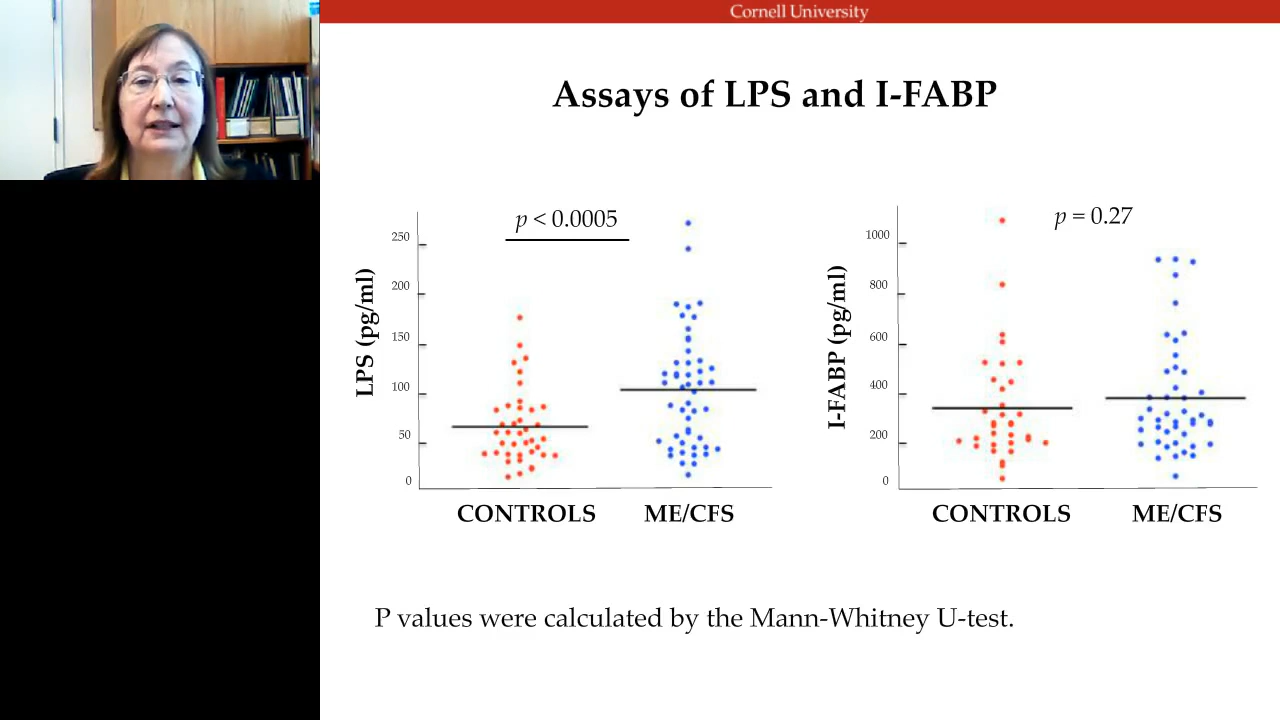 Cornell University
Assays of LPS and I-FABP
p < 0.0005
LPS (pg/ml)
250
200
150
100
50
0
CONTROLS ME/CFS
p = 0.27
I-FABP (pg/ml)
1000
800
600
400
200
0
CONTROLS ME/CFS
P values were calculated by the Mann-Whitney U-test.